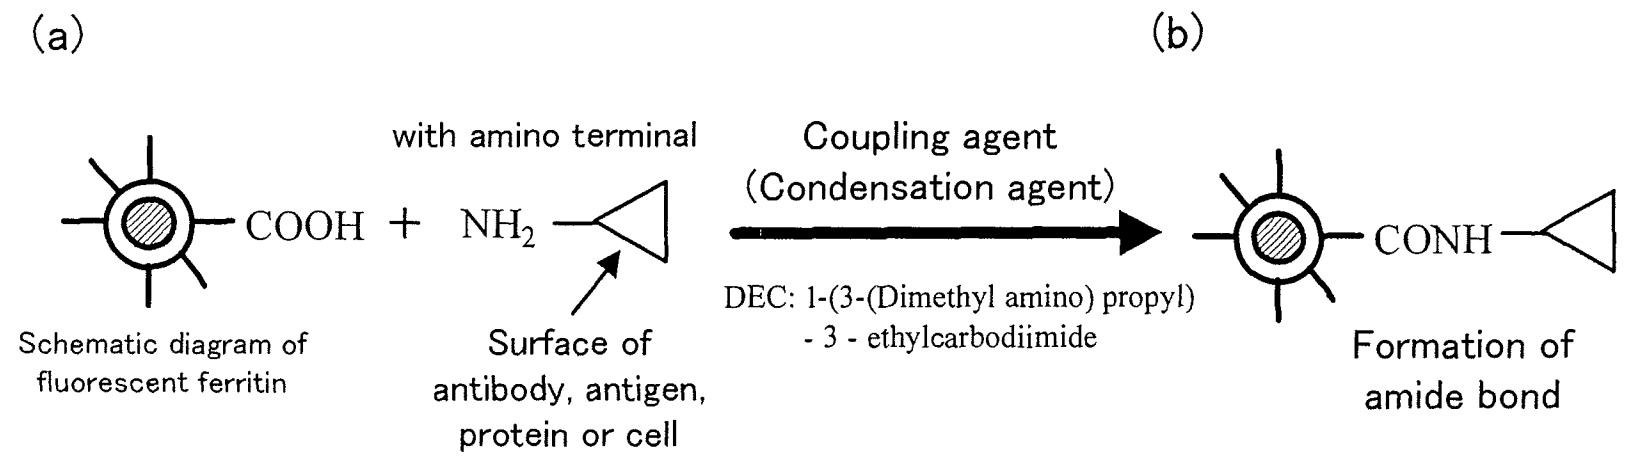 (a)
(b)
with amino terminal
Coupling agent
(Condensation agent)
COOH + NH2
CONH
DEC: 1-(3-(Dimethyl amino) propyl)
- 3 - ethylcarbodiimide
Schematic diagram of
fluorescent ferritin
Surface of
antibody, antigen,
protein or cell
Formation of
amide bond